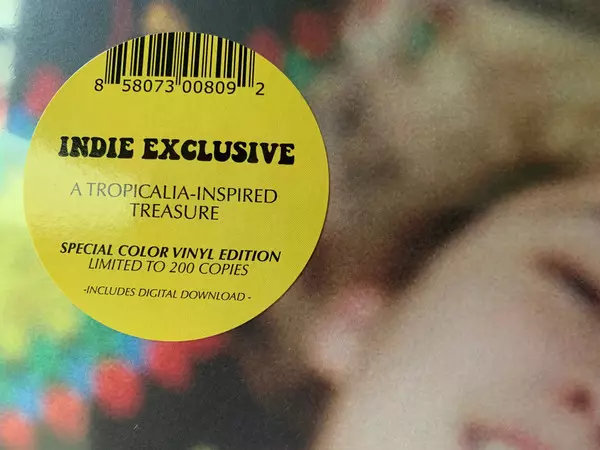 8 58073 00809 2
INDIE EXCLUSIVE
A TROPICALIA-INSPIRED
TREASURE
SPECIAL COLOR VINYL EDITION
LIMITED TO 200 COPIES
-INCLUDES DIGITAL DOWNLOAD-